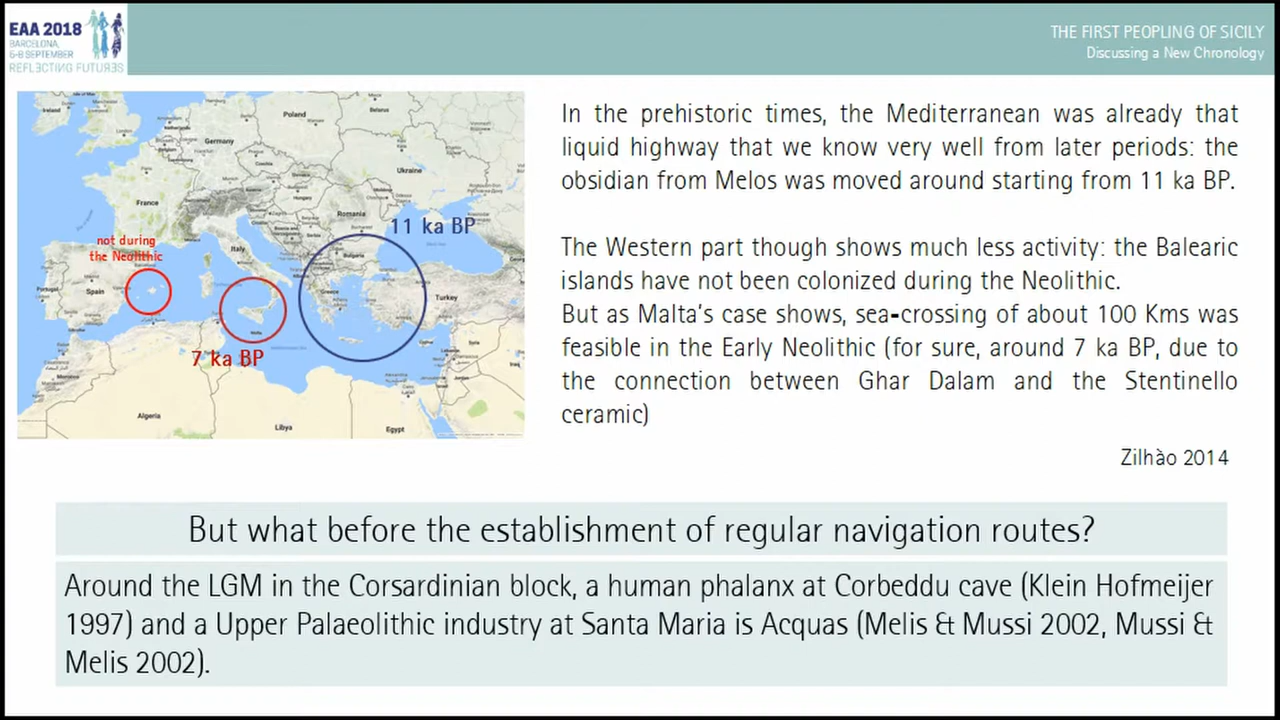 EAA 2018
BARCELONA,
5-8 SEPTEMBER
REFLECTING FUTURES
THE FIRST PEOPLING OF SICILY
Discussing a New Chronology
Poland
Germany
Ukraine
France
Romania
11 ka BP
not during
the Neolithic
Italy
Bulgaria
Portugal
Spain
Greece
Turkey
7 ka BP
Algeria
Libya
Egypt
In the prehistoric times, the Mediterranean was already that
liquid highway that we know very well from later periods: the
obsidian from Melos was moved around starting from 11 ka BP.
The Western part though shows much less activity: the Balearic
islands have not been colonized during the Neolithic.
But as Malta's case shows, sea-crossing of about 100 Kms was
feasible in the Early Neolithic (for sure, around 7 ka BP, due to
the connection between Ghar Dalam and the Stentinello
ceramic)
Zilhào 2014
But what before the establishment of regular navigation routes?
Around the LGM in the Corsardinian block, a human phalanx at Corbeddu cave (Klein Hofmeijer
1997) and a Upper Palaeolithic industry at Santa Maria is Acquas (Melis & Mussi 2002, Mussi &
Melis 2002).